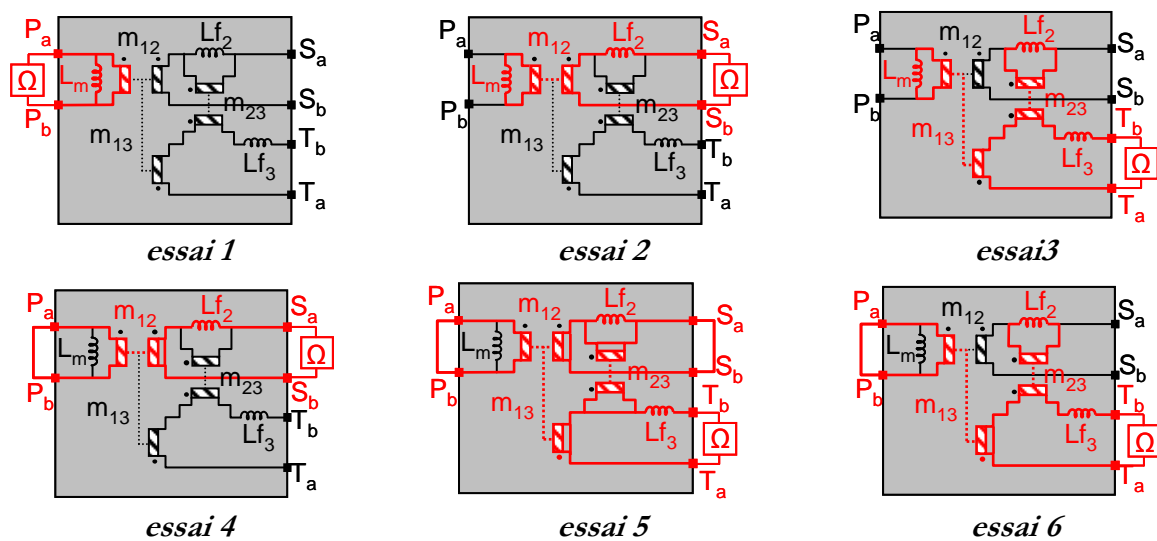 Pa m12 Lf2 Sa
Ω Lm
Pb Sb
m23
m13 Tb
Lf3
Ta
essai 1
Pa m12 Lf2 Sa
Lm Ω
Pb Sb
m23
m13 Tb
Lf3
Ta
essai 2
Pa m12 Lf2 Sa
Lm
Pb Sb
m23 Tb
m13
Lf3 Ω
Ta
essai3
Pa m12 Lf2 Sa
Lm Ω
Pb Sb
m23
m13 Tb
Lf3
Ta
essai 4
Pa m12 Lf2 Sa
Lm
Pb Sb
m23 Tb
m13
Lf3 Ω
Ta
essai 5
Pa m12 Lf2 Sa
Lm
Pb Sb
m23 Tb
m13
Lf3 Ω
Ta
essai 6